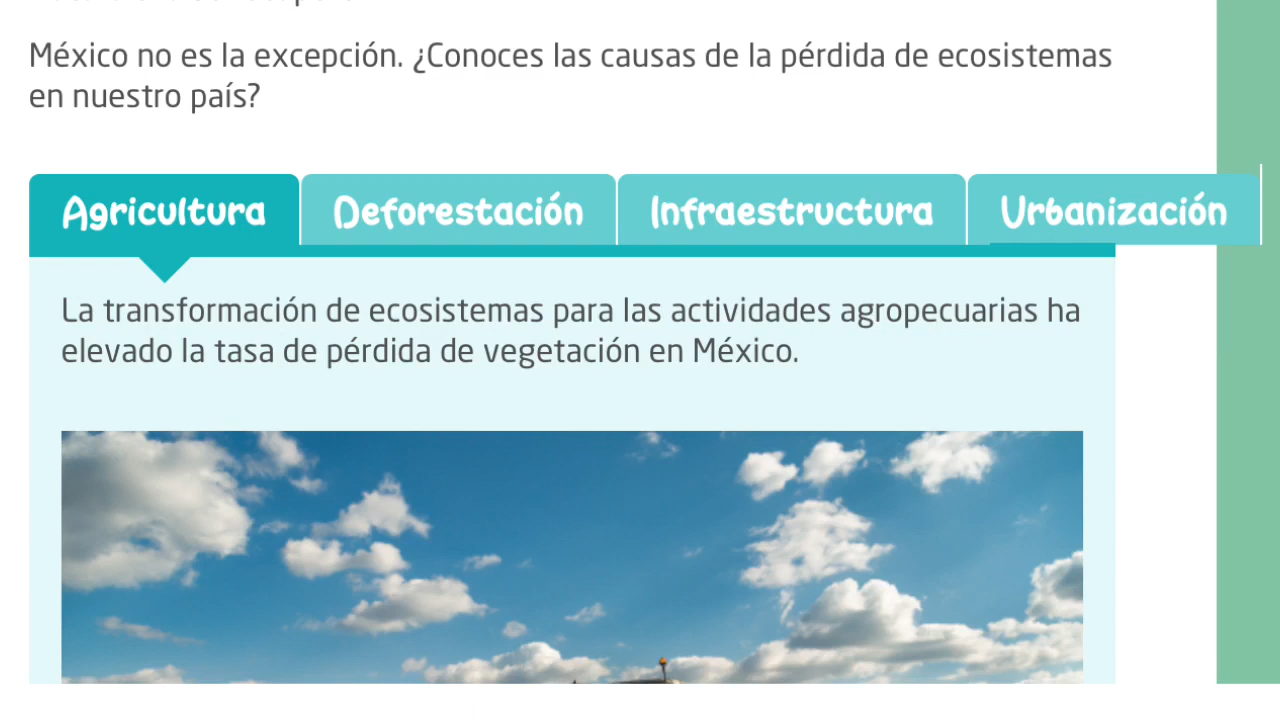 México no es la excepción. ¿Conoces las causas de la pérdida de ecosistemas
en nuestro país?
Agricultura Deforestación Infraestructura Urbanización
La transformación de ecosistemas para las actividades agropecuarias ha
elevado la tasa de pérdida de vegetación en México.